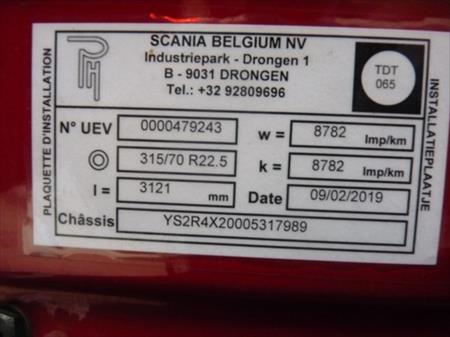 SCANIA BELGIUM NV
Industriepark - Drongen 1
B - 9031 DRONGEN
Tel.: +32 92809696
TDT
065
PLAQUETTE D'INSTALLATION
INSTALLATIEPLAATJE
N° UEV 0000479243 w = 8782 Imp/km
315/70 R22.5 k = 8782 Imp/km
l = 3121 mm Date 09/02/2019
Châssis YS2R4X20005317989